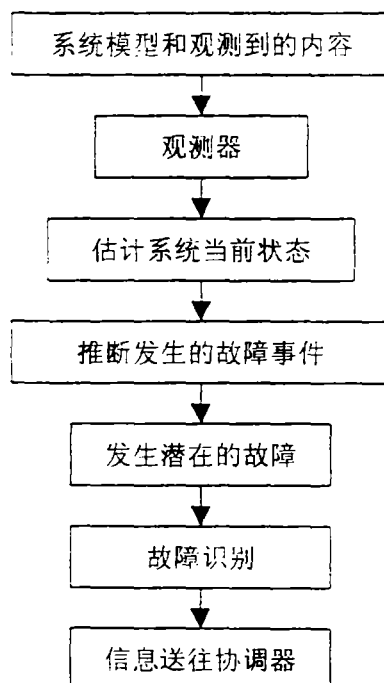 系统模型和观测到的内容
观测器
估计系统当前状态
推断发生的故障事件
发生潜在的故障
故障识别
信息送往协调器